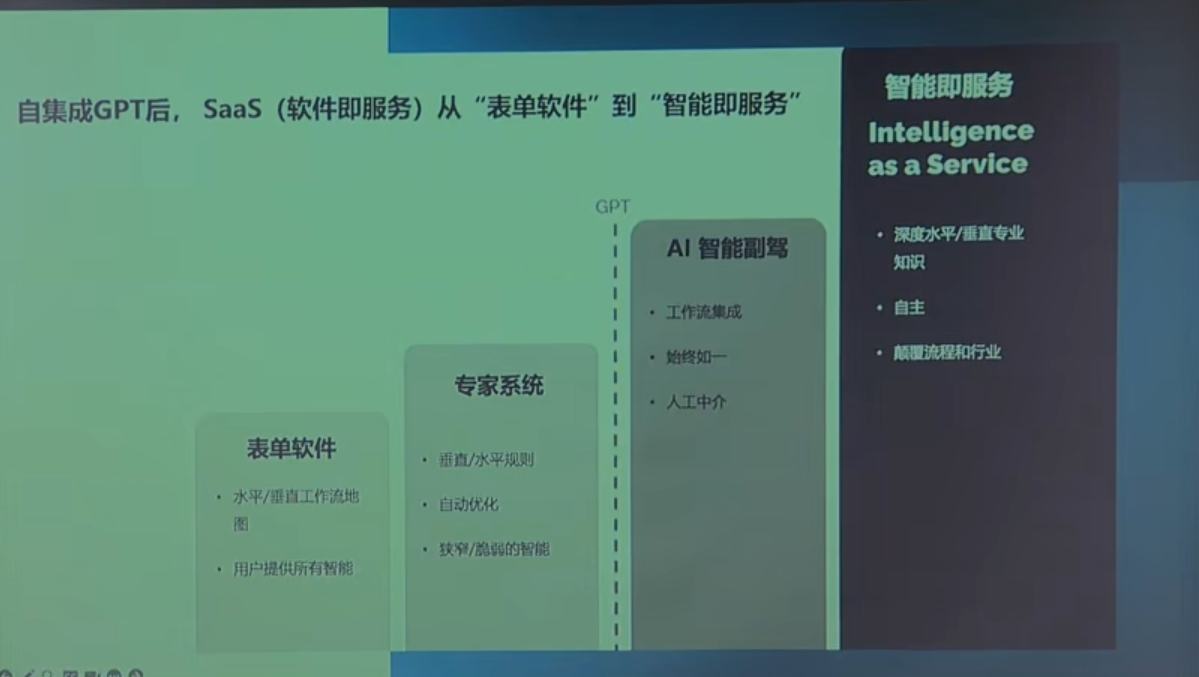 自集成GPT后， SaaS（软件即服务）从“表单软件”到“智能即服务”
GPT
表单软件
• 水平/垂直工作流地
图
• 用户提供所有智能
专家系统
• 垂直/水平规则
• 自动优化
• 狭窄/脆弱的智能
AI 智能副驾
• 工作流集成
• 始终如一
• 人工中介
智能即服务
Intelligence
as a Service
• 深度水平/垂直专业
知识
• 自主
• 颠覆流程和行业